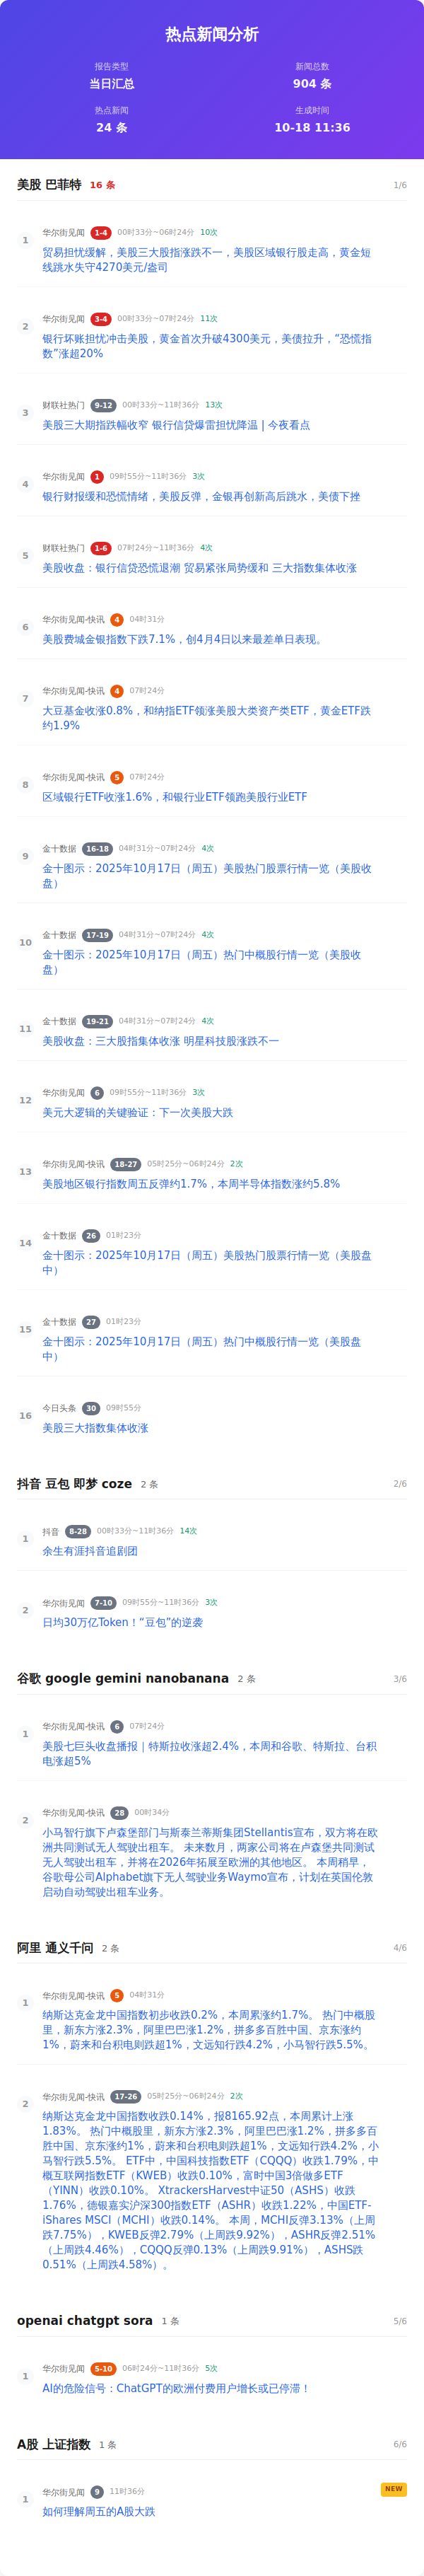 热点新闻分析
报告类型
当日汇总
新闻总数
904 条
热点新闻
24 条
生成时间
10-18 11:36
美股 巴菲特 16 条 1/6
1
华尔街见闻 1-4 00时33分~06时24分 10次
贸易担忧缓解，美股三大股指涨跌不一，美股区域银行股走高，黄金短
线跳水失守4270美元/盎司
2
华尔街见闻 3-4 00时33分~07时24分 11次
银行坏账担忧冲击美股，黄金首次升破4300美元，美债拉升，“恐慌指
数”涨超20%
3
财联社热门 9-12 00时33分~11时36分 13次
美股三大期指跌幅收窄 银行信贷爆雷担忧降温 | 今夜看点
4
华尔街见闻 1 09时55分~11时36分 3次
银行财报缓和恐慌情绪，美股反弹，金银再创新高后跳水，美债下挫
5
财联社热门 1-6 07时24分~11时36分 4次
美股收盘：银行信贷恐慌退潮 贸易紧张局势缓和 三大指数集体收涨
6
华尔街见闻-快讯 4 04时31分
美股费城金银指数下跌7.1%，创4月4日以来最差单日表现。
7
华尔街见闻-快讯 4 07时24分
大豆基金收涨0.8%，和纳指ETF领涨美股大类资产类ETF，黄金ETF跌
约1.9%
8
华尔街见闻-快讯 5 07时24分
区域银行ETF收涨1.6%，和银行业ETF领跑美股行业ETF
9
金十数据 16-18 04时31分~07时24分 4次
金十图示：2025年10月17日（周五）美股热门股票行情一览（美股收
盘）
10
金十数据 17-19 04时31分~07时24分 4次
金十图示：2025年10月17日（周五）热门中概股行情一览（美股收
盘）
11
金十数据 19-21 04时31分~07时24分 4次
美股收盘：三大股指集体收涨 明星科技股涨跌不一
12
华尔街见闻 6 09时55分~11时36分 3次
美元大逻辑的关键验证：下一次美股大跌
13
华尔街见闻-快讯 18-27 05时25分~06时24分 2次
美股地区银行指数周五反弹约1.7%，本周半导体指数涨约5.8%
14
金十数据 26 01时23分
金十图示：2025年10月17日（周五）美股热门股票行情一览（美股盘
中）
15
金十数据 27 01时23分
金十图示：2025年10月17日（周五）热门中概股行情一览（美股盘
中）
16
今日头条 30 09时55分
美股三大指数集体收涨
抖音 豆包 即梦 coze 2 条 2/6
1
抖音 8-28 00时33分~11时36分 14次
余生有涯抖音追剧团
2
华尔街见闻 7-10 09时55分~11时36分 3次
日均30万亿Token！“豆包”的逆袭
谷歌 google gemini nanobanana 2 条 3/6
1
华尔街见闻-快讯 6 07时24分
美股七巨头收盘播报｜特斯拉收涨超2.4%，本周和谷歌、特斯拉、台积
电涨超5%
2
华尔街见闻-快讯 28 00时34分
小马智行旗下卢森堡部门与斯泰兰蒂斯集团Stellantis宣布，双方将在欧
洲共同测试无人驾驶出租车。 未来数月，两家公司将在卢森堡共同测试
无人驾驶出租车，并将在2026年拓展至欧洲的其他地区。 本周稍早，
谷歌母公司Alphabet旗下无人驾驶业务Waymo宣布，计划在英国伦敦
启动自动驾驶出租车业务。
阿里 通义千问 2 条 4/6
1
华尔街见闻-快讯 5 04时31分
纳斯达克金龙中国指数初步收跌0.2%，本周累涨约1.7%。 热门中概股
里，新东方涨2.3%，阿里巴巴涨1.2%，拼多多百胜中国、京东涨约
1%，蔚来和台积电则跌超1%，文远知行跌4.2%，小马智行跌5.5%。
2
华尔街见闻-快讯 17-26 05时25分~06时24分 2次
纳斯达克金龙中国指数收跌0.14%，报8165.92点，本周累计上涨
1.83%。 热门中概股里，新东方涨2.3%，阿里巴巴涨1.2%，拼多多百
胜中国、京东涨约1%，蔚来和台积电则跌超1%，文远知行跌4.2%，小
马智行跌5.5%。 ETF中，中国科技指数ETF（CQQQ）收跌1.79%，中
概互联网指数ETF（KWEB）收跌0.10%，富时中国3倍做多ETF
（YINN）收跌0.10%。 XtrackersHarvest中证50（ASHS）收跌
1.76%，德银嘉实沪深300指数ETF（ASHR）收跌1.22%，中国ETF-
iShares MSCI（MCHI）收跌0.14%。 本周，MCHI反弹3.13%（上周
跌7.75%），KWEB反弹2.79%（上周跌9.92%），ASHR反弹2.51%
（上周跌4.46%），CQQQ反弹0.13%（上周跌9.91%），ASHS跌
0.51%（上周跌4.58%）。
openai chatgpt sora 1 条 5/6
1
华尔街见闻 5-10 06时24分~11时36分 5次
AI的危险信号：ChatGPT的欧洲付费用户增长或已停滞！
A股 上证指数 1 条 6/6
1
华尔街见闻 9 11时36分 NEW
如何理解周五的A股大跌